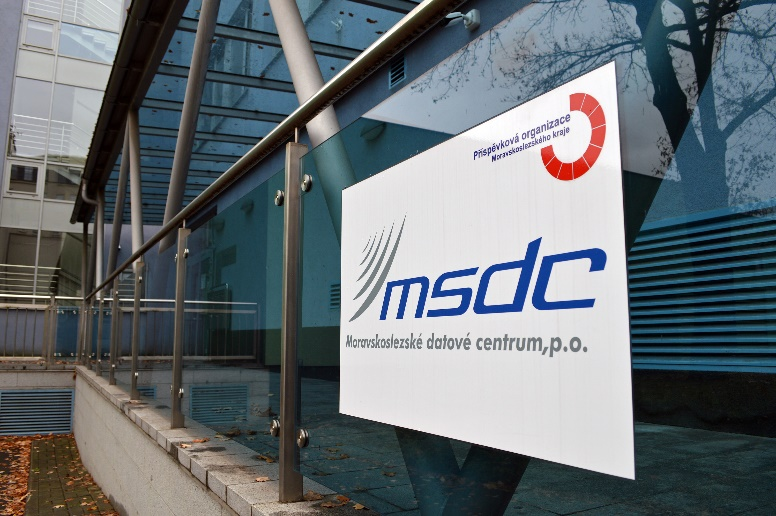 Příspěvková organizace
Moravskoslezského kraje
msdc
Moravskoslezské datové centrum,p.o.